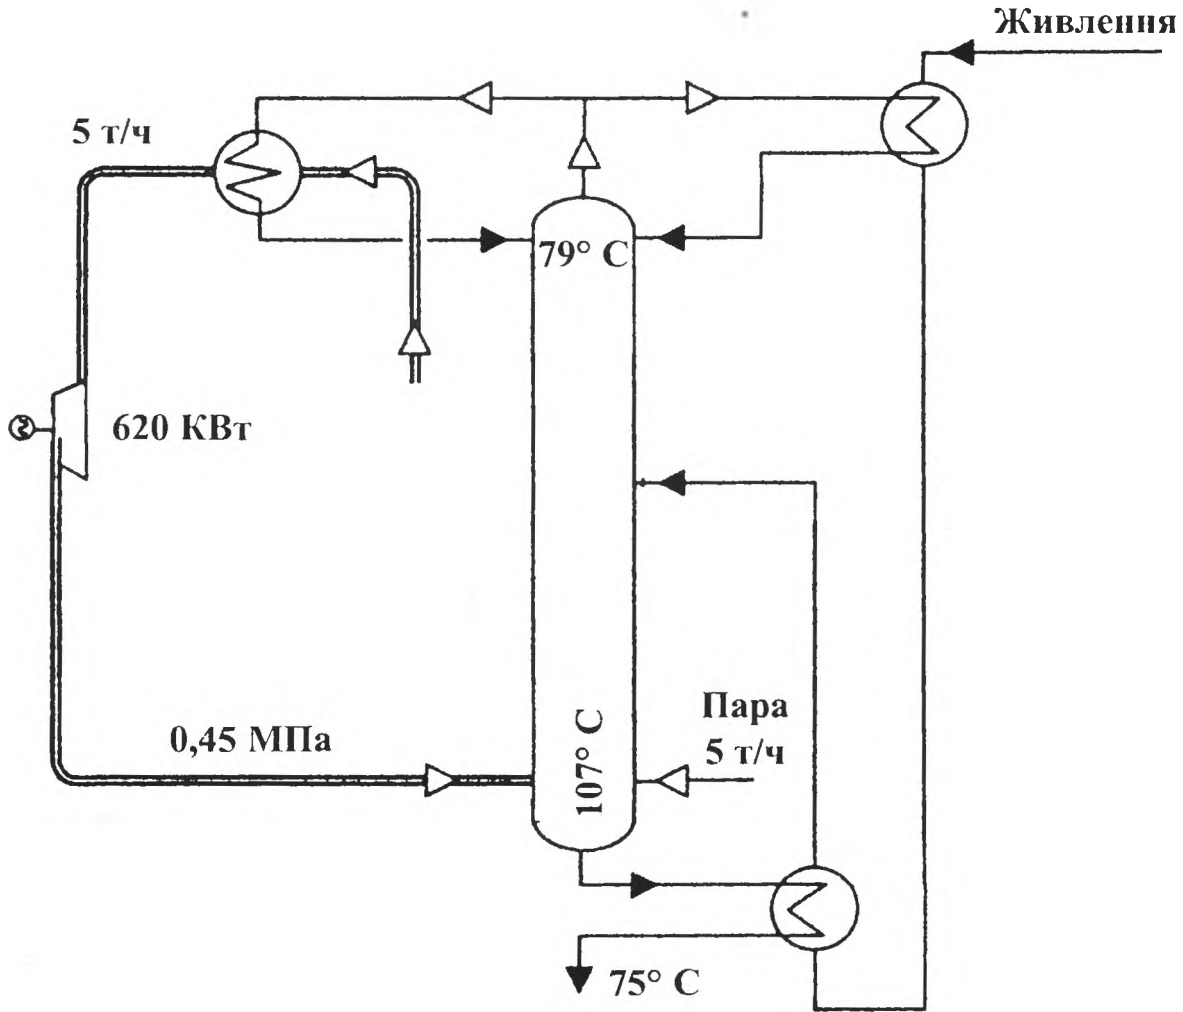 Живлення
5 т/ч
79° С
620 КВт
Пара
5 т/ч
0,45 МПа
107° С
75° С